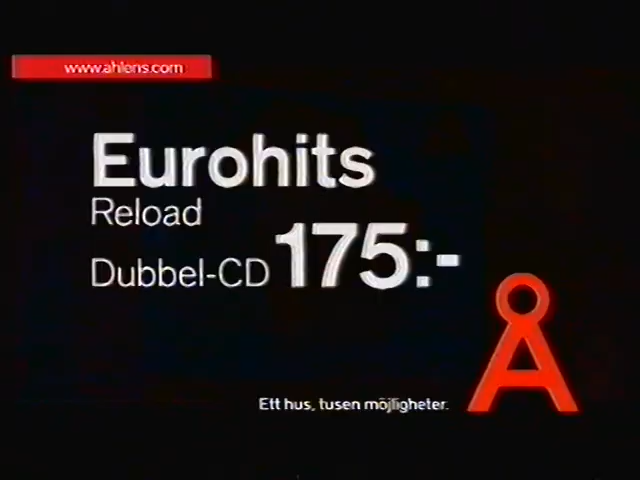 www.ahlens.com
Eurohits
Reload
Dubbel-CD 175:-
Å
Ett hus, tusen möjligheter.